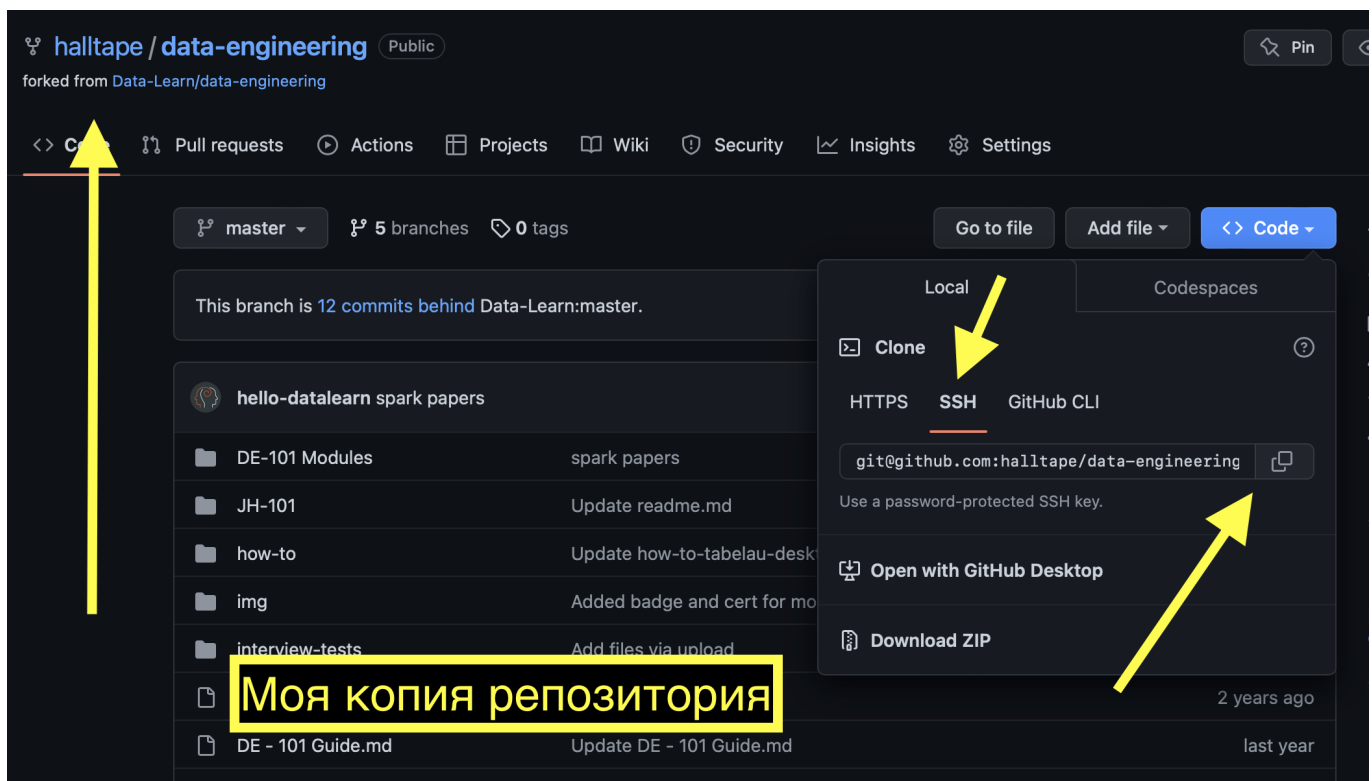 halltape / data-engineering Public Pin
forked from Data-Learn/data-engineering
Pull requests Actions Projects Wiki Security Insights Settings
master 5 branches 0 tags Go to file Add file Code
This branch is 12 commits behind Data-Learn:master.
Local Codespaces
Clone
HTTPS SSH GitHub CLI
git@github.com:halltape/data-engineering
Use a password-protected SSH key.
Open with GitHub Desktop
Download ZIP
hello-datalearn spark papers
DE-101 Modules spark papers
JH-101 Update readme.md
how-to Update how-to-tabelau-desk
img Added badge and cert for mo
interview-tests Add files via upload
Моя копия репозитория
2 years ago
DE - 101 Guide.md Update DE - 101 Guide.md last year